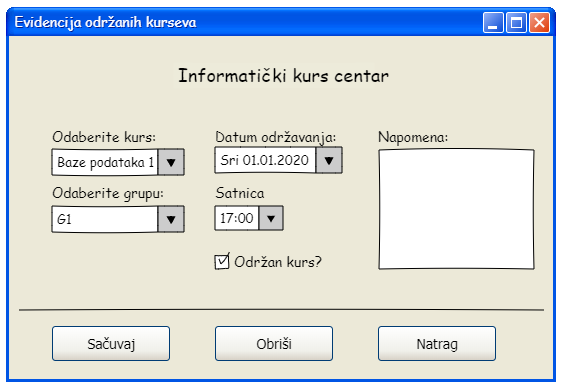 Evidencija održanih kurseva
Informatički kurs centar
Odaberite kurs:
Baze podataka 1
Odaberite grupu:
G1
Datum održavanja:
Sri 01.01.2020
Satnica
17:00
Održan kurs?
Napomena:
Sačuvaj
Obriši
Natrag